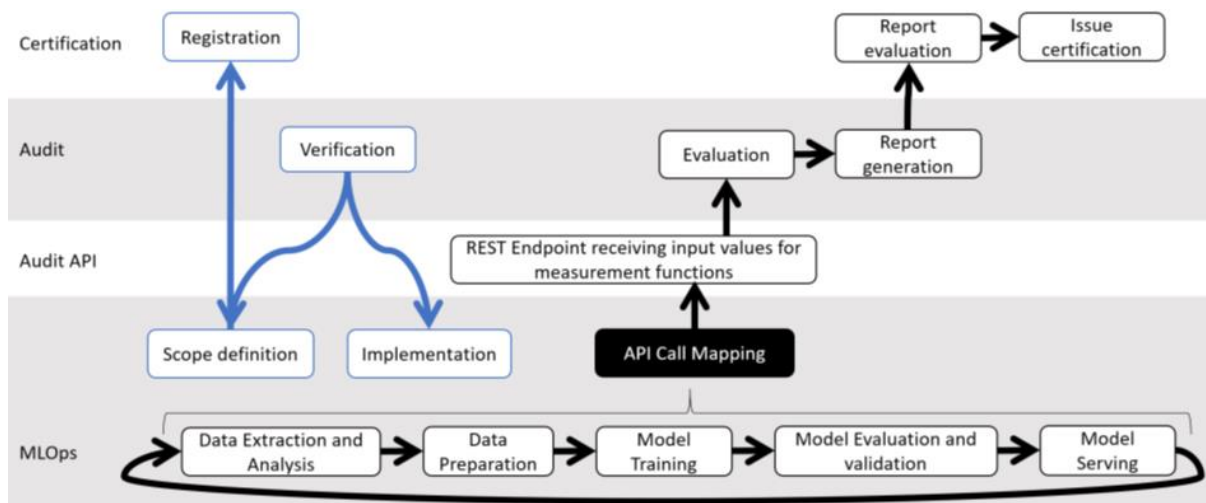 Certification
Registration
Report
evaluation
Issue
certification
Audit
Verification
Evaluation
Report
generation
Audit API
REST Endpoint receiving input values for
measurement functions
Scope definition
Implementation
API Call Mapping
MLOps
Data Extraction and
Analysis
Data
Preparation
Model
Training
Model Evaluation and
validation
Model
Serving